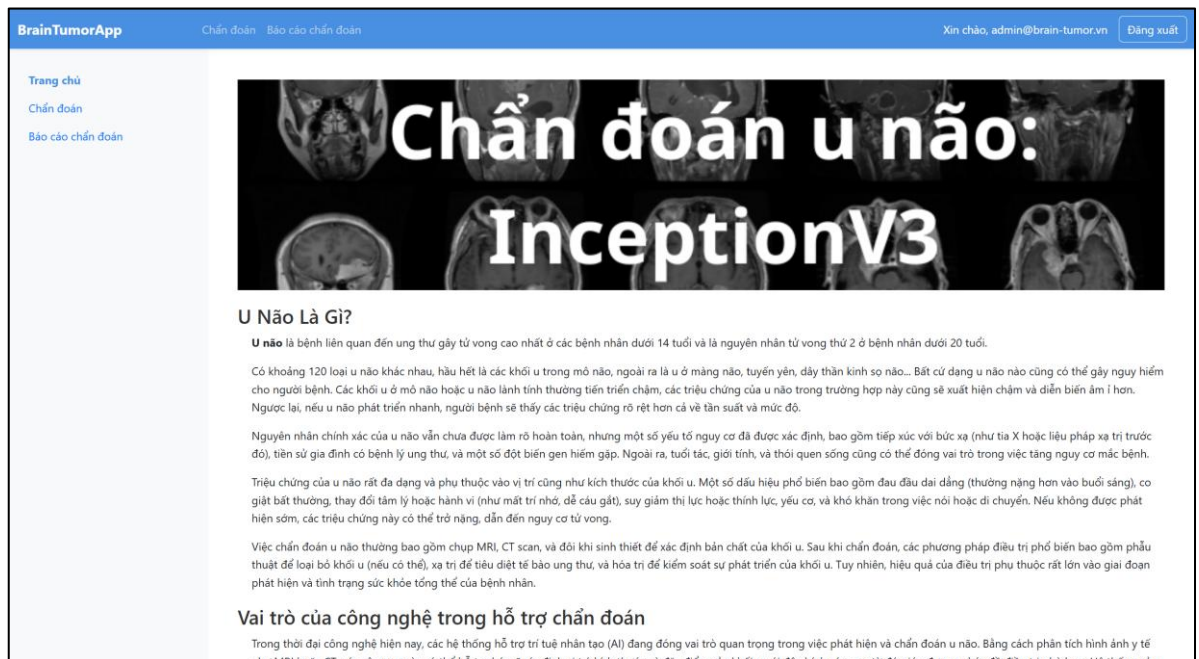 BrainTumorApp
Chẩn đoán
Báo cáo chẩn đoán
Xin chào, admin@brain-tumor.vn
Đăng xuất
Trang chủ
Chẩn đoán
Báo cáo chẩn đoán
Chẩn đoán u não:
InceptionV3
U Não Là Gì?
U não là bệnh liên quan đến ung thư gây tử vong cao nhất ở các bệnh nhân dưới 14 tuổi và là nguyên nhân tử vong thứ 2 ở bệnh nhân dưới 20 tuổi.
Có khoảng 120 loại u não khác nhau, hầu hết là các khối u trong mô não, ngoài ra là u ở màng não, tuyến yên, dây thần kinh sọ não... Bất cứ dạng u não nào cũng có thể gây nguy hiểm
cho người bệnh. Các khối u ở mô não hoặc u não lành tính thường tiến triển chậm, các triệu chứng của u não trong trường hợp này cũng sẽ xuất hiện chậm và diễn biến âm ỉ hơn.
Ngược lại, nếu u não phát triển nhanh, người bệnh sẽ thấy các triệu chứng rõ rệt hơn cả về tần suất và mức độ.
Nguyên nhân chính xác của u não vẫn chưa được làm rõ hoàn toàn, nhưng một số yếu tố nguy cơ đã được xác định, bao gồm tiếp xúc với bức xạ (như tia X hoặc liệu pháp xạ trị trước
đó), tiền sử gia đình có bệnh lý ung thư, và một số đột biến gen hiếm gặp. Ngoài ra, tuổi tác, giới tính, và thói quen sống cũng có thể đóng vai trò trong việc tăng nguy cơ mắc bệnh.
Triệu chứng của u não rất đa dạng và phụ thuộc vào vị trí cũng như kích thước của khối u. Một số dấu hiệu phổ biến bao gồm đau đầu dai dẳng (thường nặng hơn vào buổi sáng), co
giật bất thường, thay đổi tâm lý hoặc hành vi (như mất trí nhớ, dễ cáu gắt), suy giảm thị lực hoặc thính lực, yếu cơ, và khó khăn trong việc nói hoặc di chuyển. Nếu không được phát
hiện sớm, các triệu chứng này có thể trở nặng, dẫn đến nguy cơ tử vong.
Việc chẩn đoán u não thường bao gồm chụp MRI, CT scan, và đôi khi sinh thiết để xác định bản chất của khối u. Sau khi chẩn đoán, các phương pháp điều trị phổ biến bao gồm phẫu
thuật để loại bỏ khối u (nếu có thể), xạ trị để tiêu diệt tế bào ung thư, và hóa trị để kiểm soát sự phát triển của khối u. Tuy nhiên, hiệu quả của điều trị phụ thuộc rất lớn vào giai đoạn
phát hiện và tình trạng sức khỏe tổng thể của bệnh nhân.
Vai trò của công nghệ trong hỗ trợ chẩn đoán
Trong thời đại công nghệ hiện nay, các hệ thống hỗ trợ trí tuệ nhân tạo (AI) đang đóng vai trò quan trọng trong việc phát hiện và chẩn đoán u não. Bằng cách phân tích hình ảnh y tế